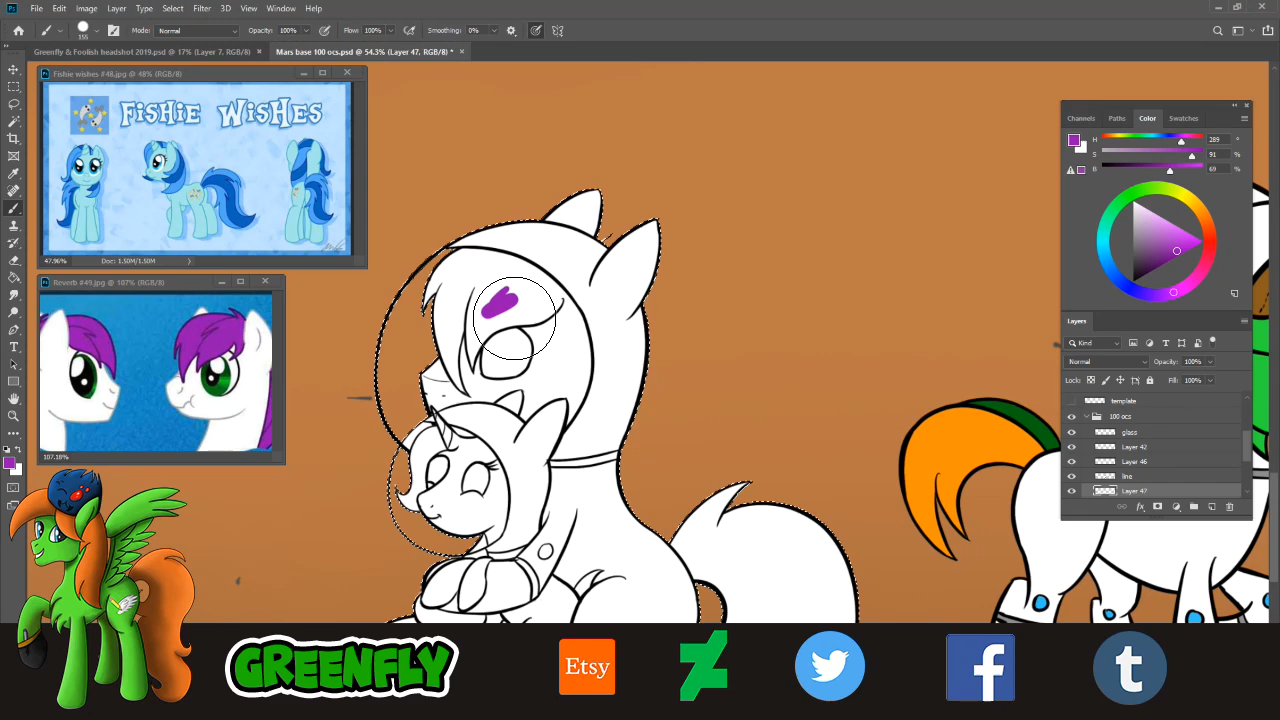 Ps File Edit Image Layer Type Select Filter 3D View Window Help
155 Mode: Normal Opacity: 100% Flow: 100% Smoothing: 0%
Greenfly & Foolish headshot 2019.psd @ 17% (Layer 7, RGB/8) × Mars base 100 ocs.psd @ 54.3% (Layer 47, RGB/8) * ×
Fishie wishes #48.jpg @ 48% (RGB/8)
FiSHiE WiSHES
47.96% Doc: 1.50M/1.50M
Reverb #49.jpg @ 107% (RGB/8)
107.18%
Channels Paths Color Swatches
H 289 °
S 91 %
B 69 %
Layers
Kind
Normal Opacity: 100%
Lock: Fill: 100%
template
100 ocs
glass
Layer 42
Layer 46
line
Layer 47
fx
GREENFLY
Etsy
f
t